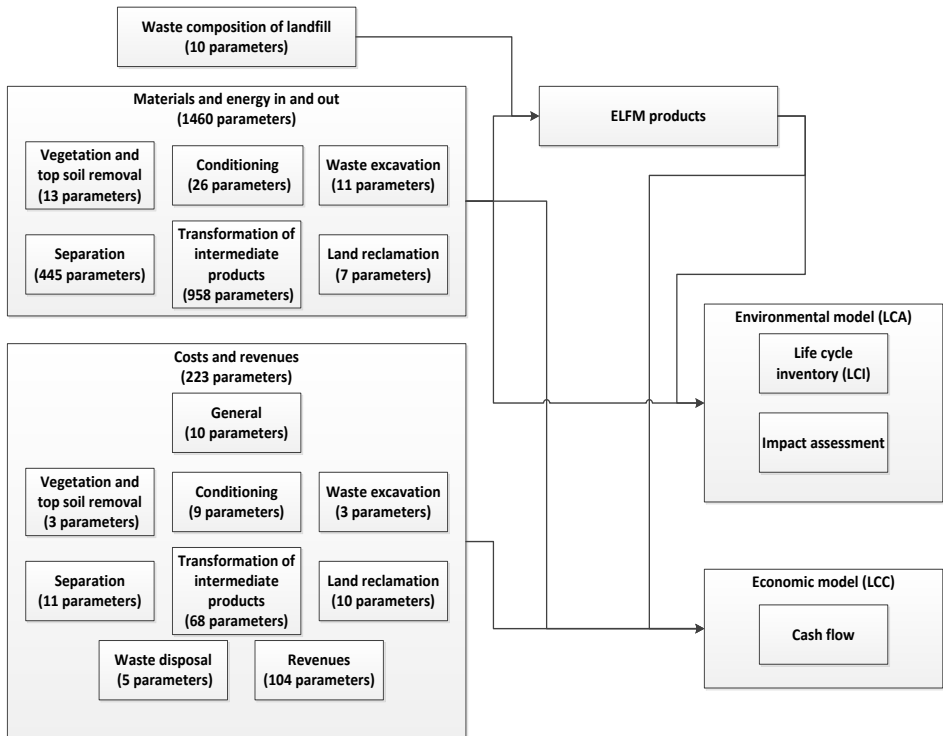 Waste composition of landfill
(10 parameters)
Materials and energy in and out
(1460 parameters)
Vegetation and
top soil removal
(13 parameters)
Conditioning
(26 parameters)
Waste excavation
(11 parameters)
Separation
(445 parameters)
Transformation of
intermediate
products
(958 parameters)
Land reclamation
(7 parameters)
Costs and revenues
(223 parameters)
General
(10 parameters)
Vegetation and
top soil removal
(3 parameters)
Conditioning
(9 parameters)
Waste excavation
(3 parameters)
Separation
(11 parameters)
Transformation of
intermediate
products
(68 parameters)
Land reclamation
(10 parameters)
Waste disposal
(5 parameters)
Revenues
(104 parameters)
ELFM products
Environmental model (LCA)
Life cycle
inventory (LCI)
Impact assessment
Economic model (LCC)
Cash flow